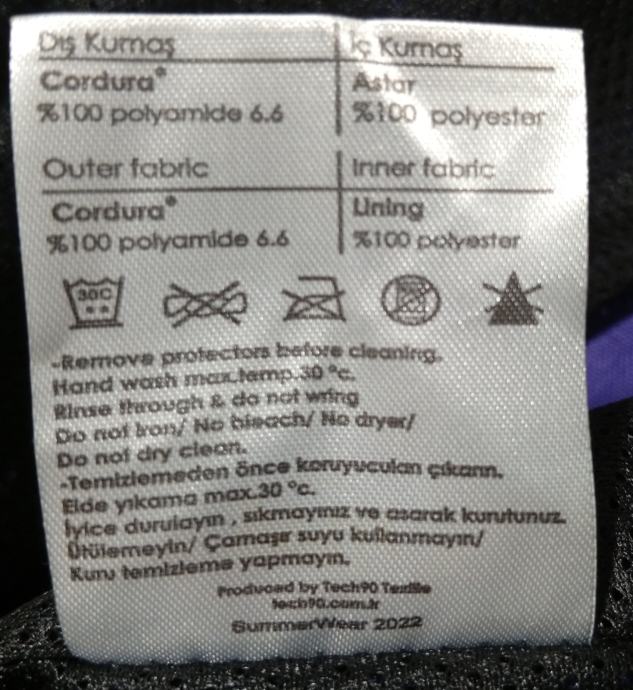 Dış Kumaş
İç Kumaş
Cordura®
%100 polyamide 6.6
Astar
%100 polyester
Outer fabric
Inner fabric
Cordura®
%100 polyamide 6.6
Lining
%100 polyester
30C
-Remove protectors before cleaning.
Hand wash max.temp.30 °c.
Rinse through & do not wring
Do not Iron/ No bleach/ No dryer/
Do not dry clean.
-Temizlemeden önce koruyucuları çıkarın.
Elde yıkama max.30 °c.
İyice durulayın , sıkmayınız ve asarak kurutunuz.
Ütülemeyin/ Çamaşır suyu kullanmayın/
Kuru temizleme yapmayın.
Produced by Tech90 Textile
tech90.com.tr
SummerWear 2022